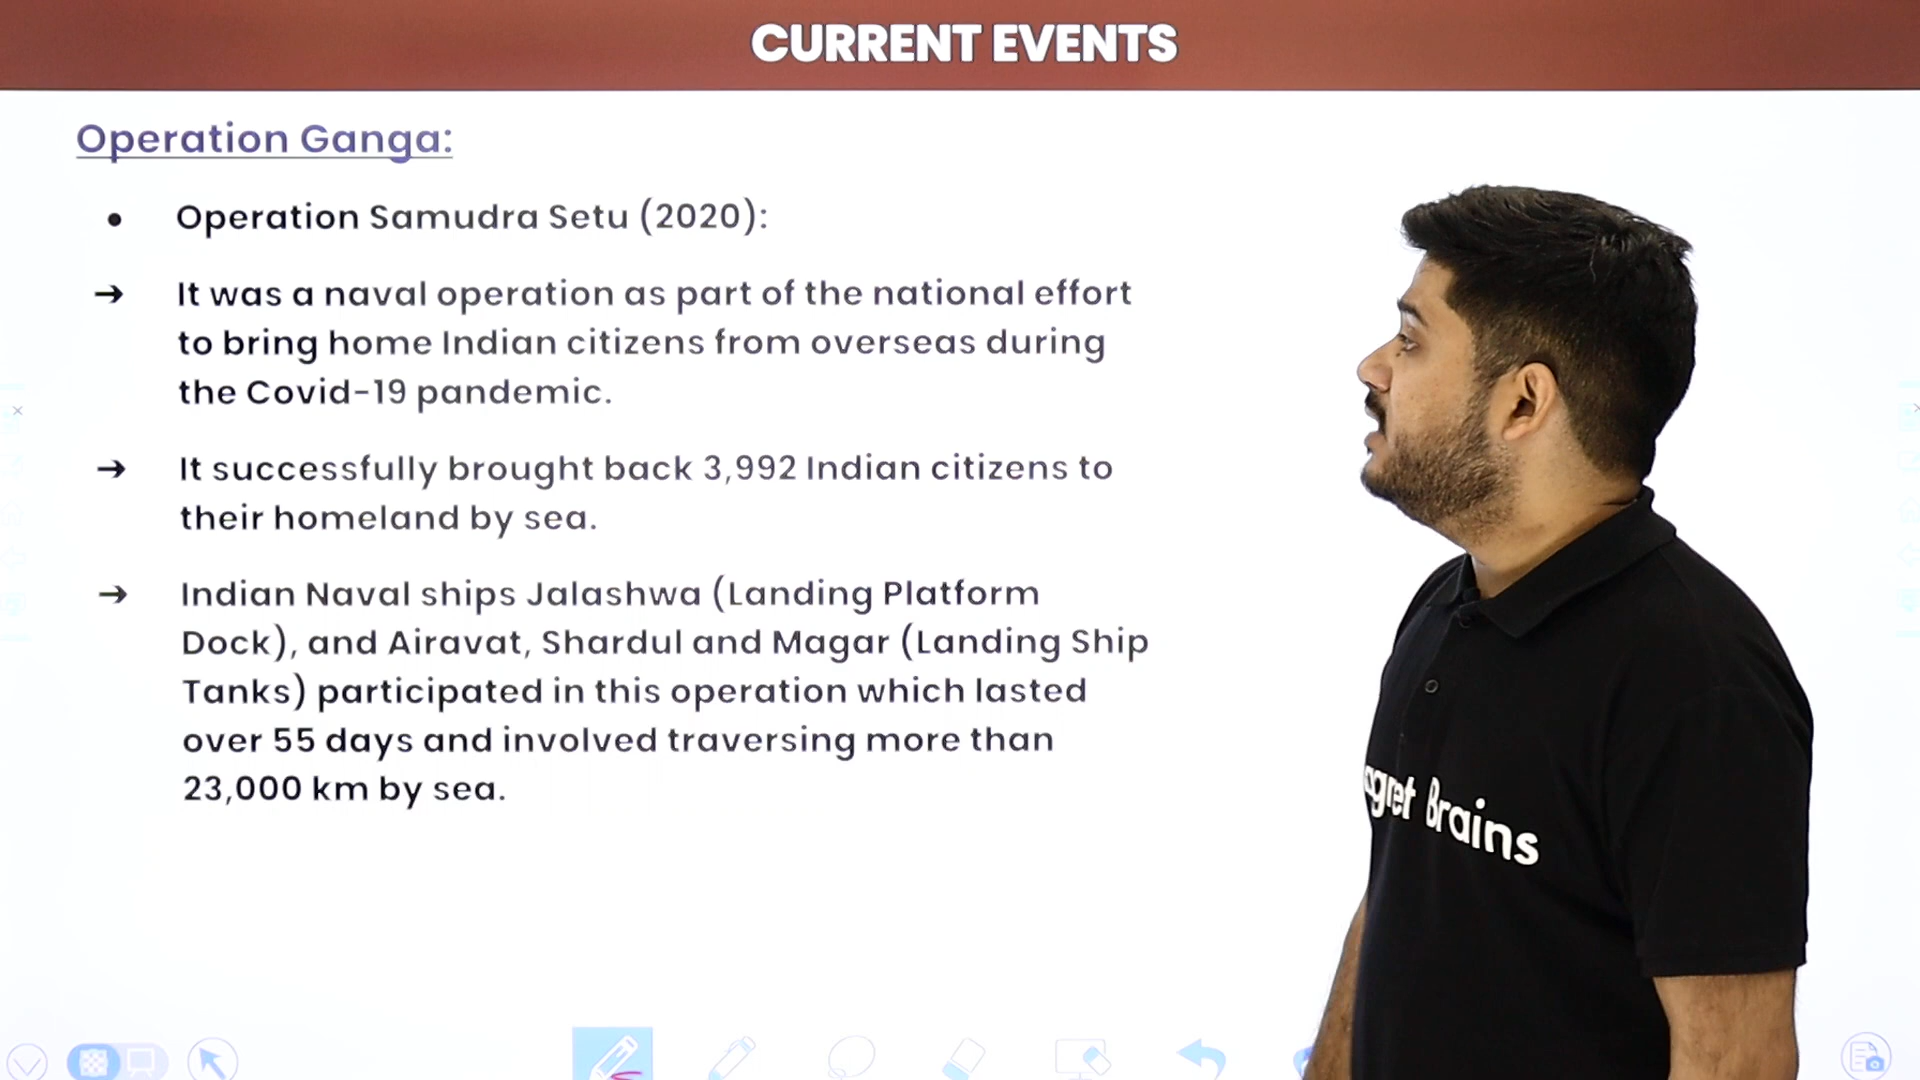 CURRENT EVENTS
Operation Ganga:
• Operation Samudra Setu (2020):
→ It was a naval operation as part of the national effort
to bring home Indian citizens from overseas during
the Covid-19 pandemic.
→ It successfully brought back 3,992 Indian citizens to
their homeland by sea.
→ Indian Naval ships Jalashwa (Landing Platform
Dock), and Airavat, Shardul and Magar (Landing Ship
Tanks) participated in this operation which lasted
over 55 days and involved traversing more than
23,000 km by sea.
agnet Brains